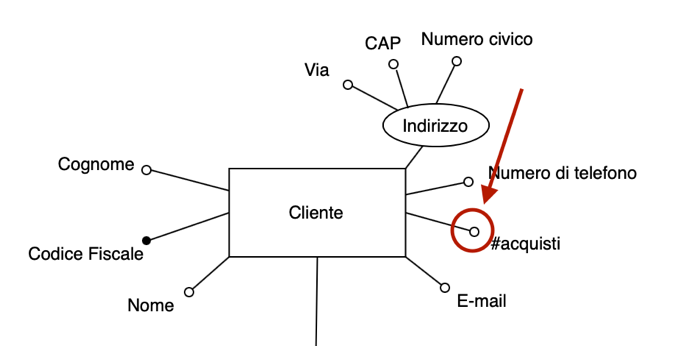 Numero civico
CAP
Via
Indirizzo
Cognome
Numero di telefono
Cliente
#acquisti
Codice Fiscale
Nome
E-mail